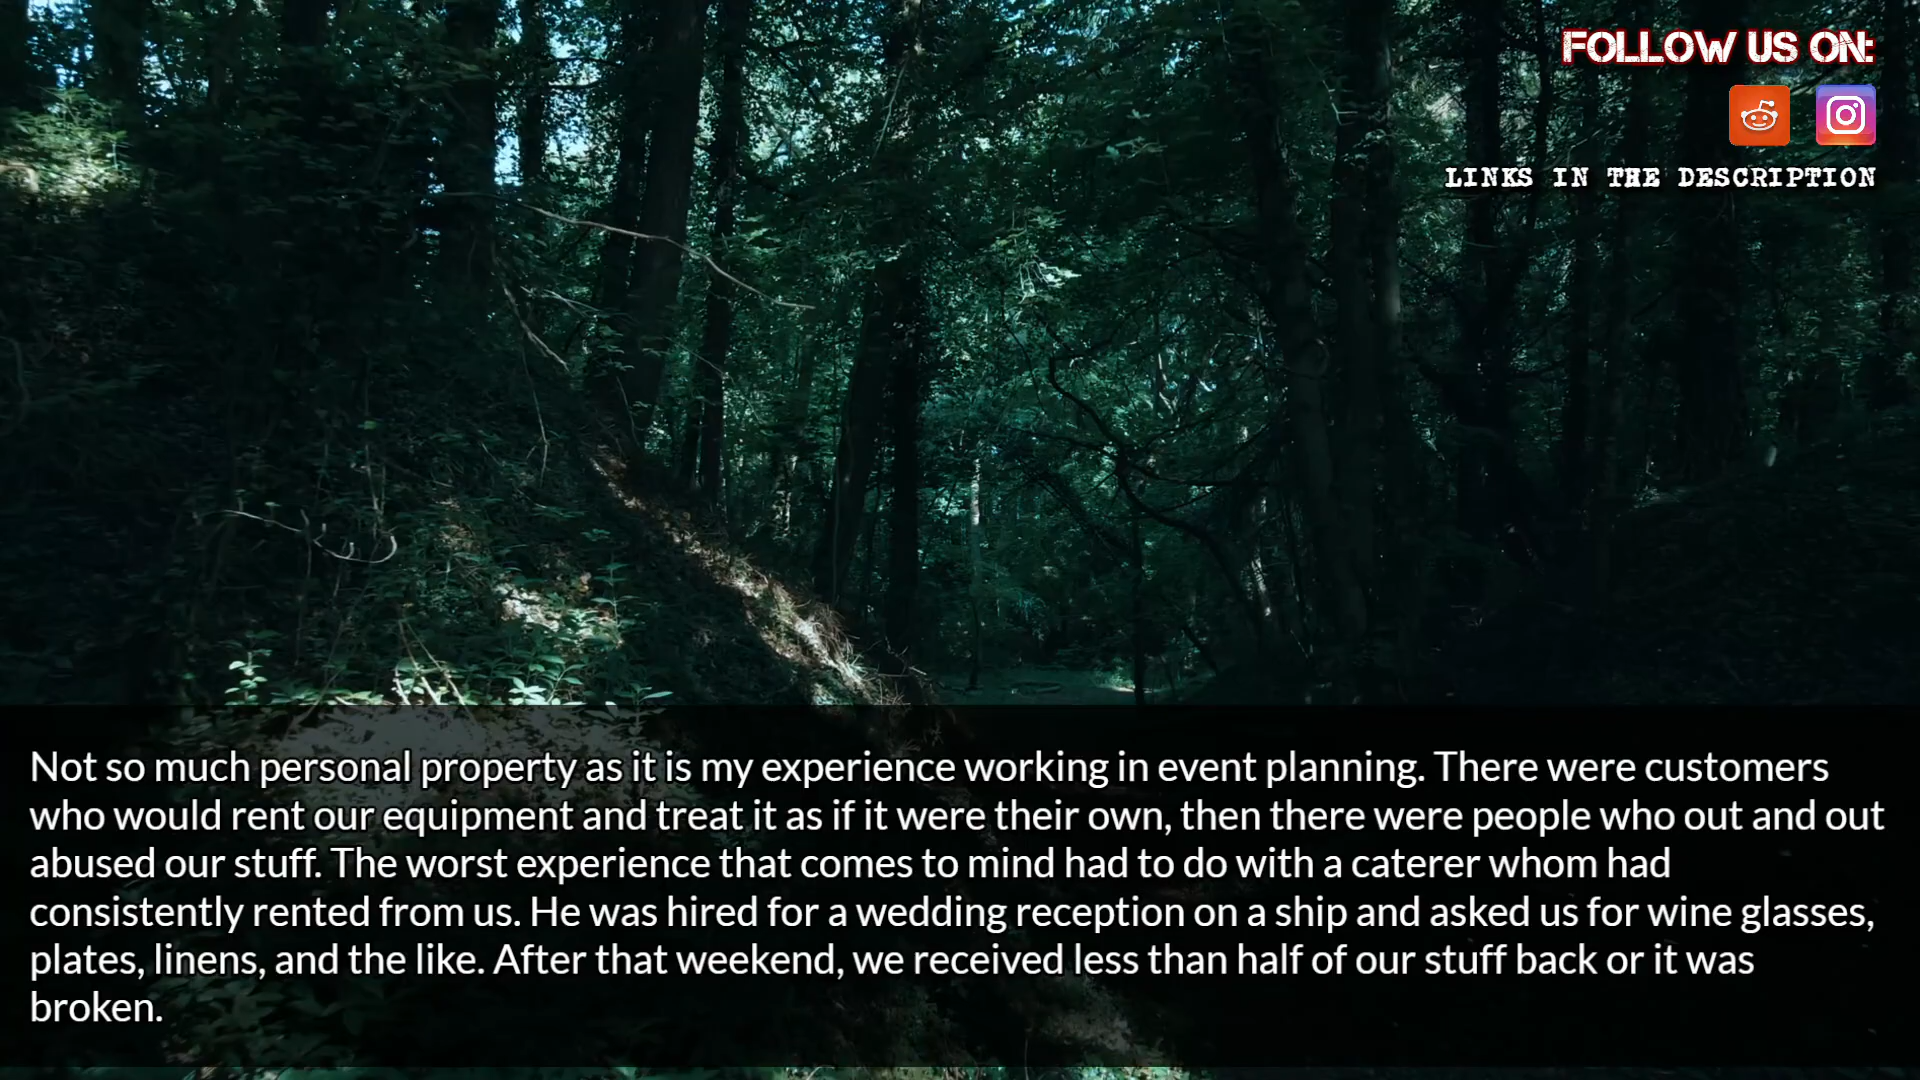 FOLLOW US ON:
LINKS IN THE DESCRIPTION
Not so much personal property as it is my experience working in event planning. There were customers
who would rent our equipment and treat it as if it were their own, then there were people who out and out
abused our stuff. The worst experience that comes to mind had to do with a caterer whom had
consistently rented from us. He was hired for a wedding reception on a ship and asked us for wine glasses,
plates, linens, and the like. After that weekend, we received less than half of our stuff back or it was
broken.